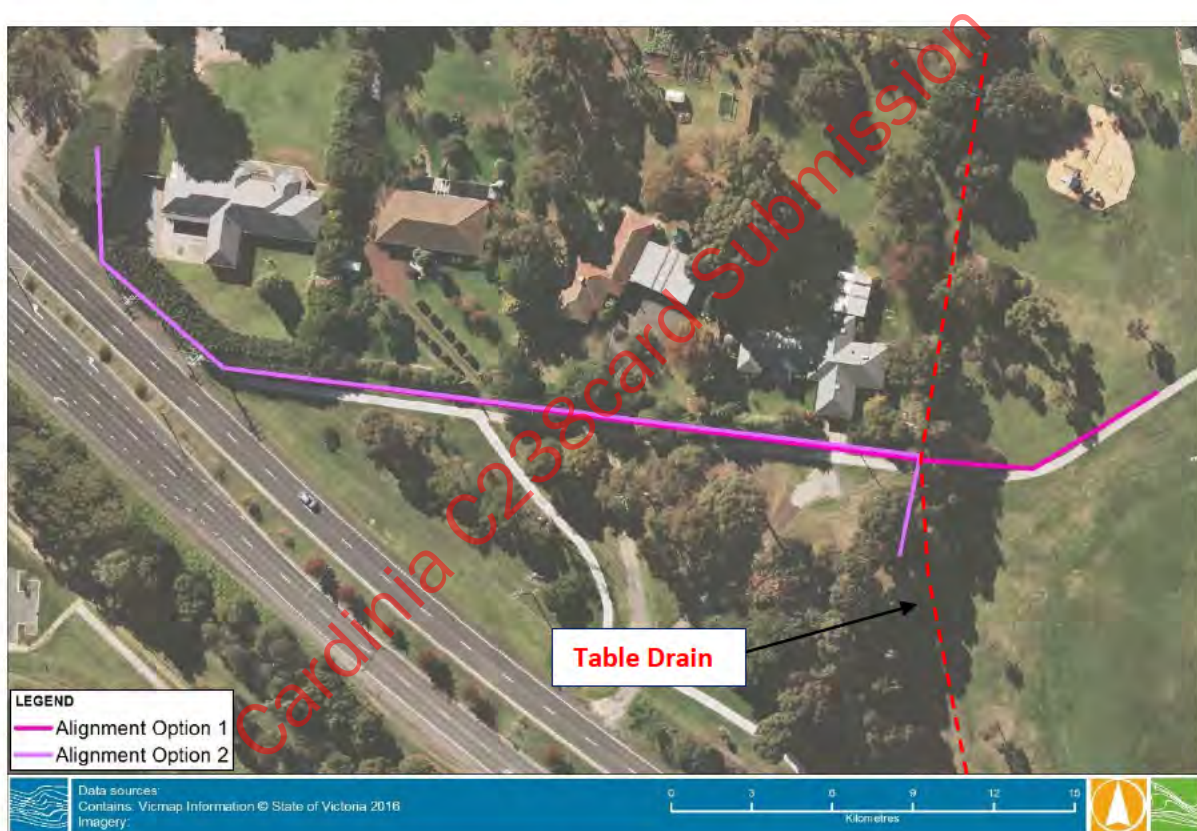 Cardinia C238card Submission
Table Drain
LEGEND
Alignment Option 1
Alignment Option 2
Data sources:
Contains: Vicmap Information © State of Victoria 2016
Imagery:
0 3 6 9 12 15
Kilometres